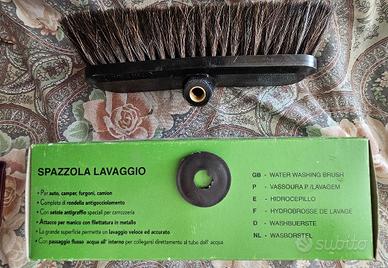 SPAZZOLA LAVAGGIO
• Per auto, camper, furgoni, camion
• Completa di rondella antigocciolamento
• Con setole antigraffio speciali per carrozzeria
• Attacco per manico con filettatura in metallo
• La grande superficie permette un lavaggio veloce ed accurato
• Con passaggio flusso acqua all' interno per collegarsi direttamente al tubo dell' acqua
GB - WATER WASHING BRUSH
P - VASSOURA P./LAVAGEM
E - HIDROCEPILLO
F - HYDROBROSSE DE LAVAGE
D - WASHBUERSTE
NL - WASBORSTEL
subito